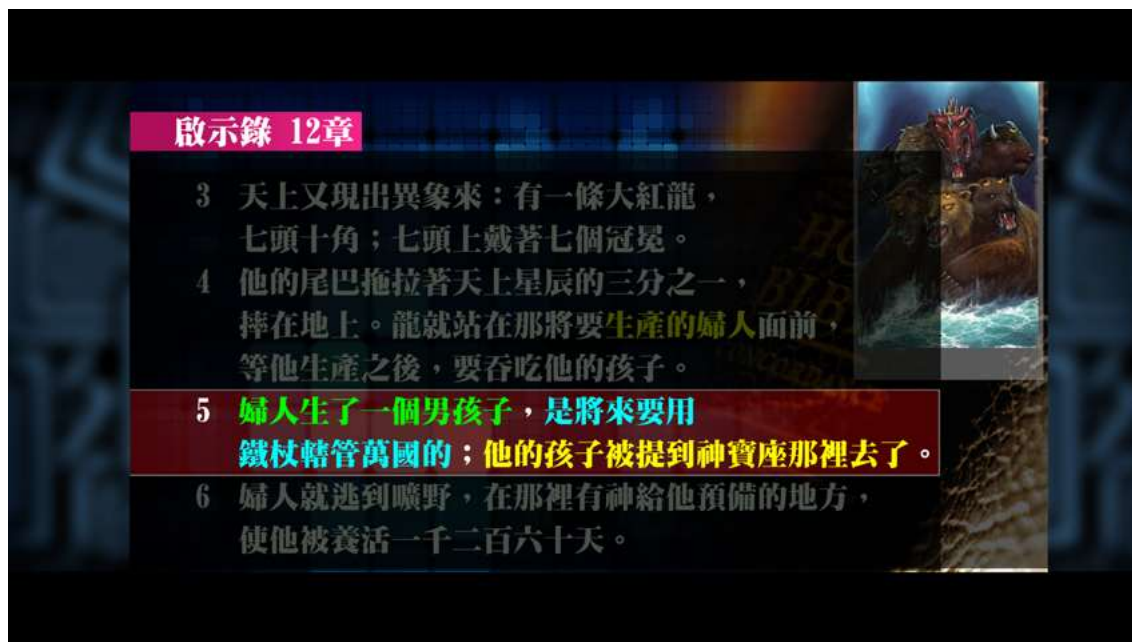 啟示錄 12章
3 天上又現出異象來：有一條大紅龍，
七頭十角；七頭上戴著七個冠冕。
4 他的尾巴拖拉著天上星辰的三分之一，
摔在地上。龍就站在那將要生產的婦人面前，
等他生產之後，要吞吃他的孩子。
5 婦人生了一個男孩子，是將來要用
鐵杖轄管萬國的；他的孩子被提到神寶座那裡去了。
6 婦人就逃到曠野，在那裡有神給他預備的地方，
使他被養活一千二百六十天。